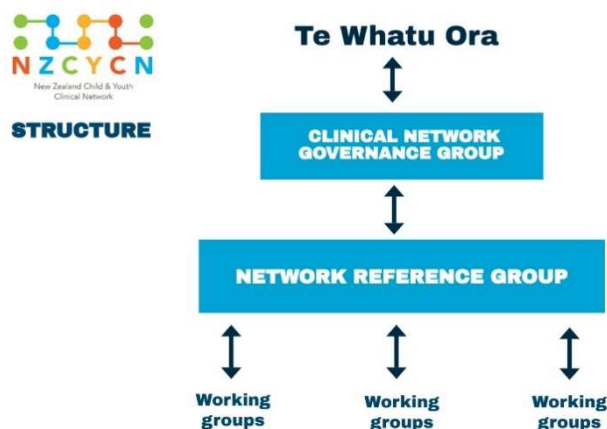 NZCYCN
New Zealand Child & Youth
Clinical Network
STRUCTURE
Te Whatu Ora
CLINICAL NETWORK
GOVERNANCE GROUP
NETWORK REFERENCE GROUP
Working
groups
Working
groups
Working
groups